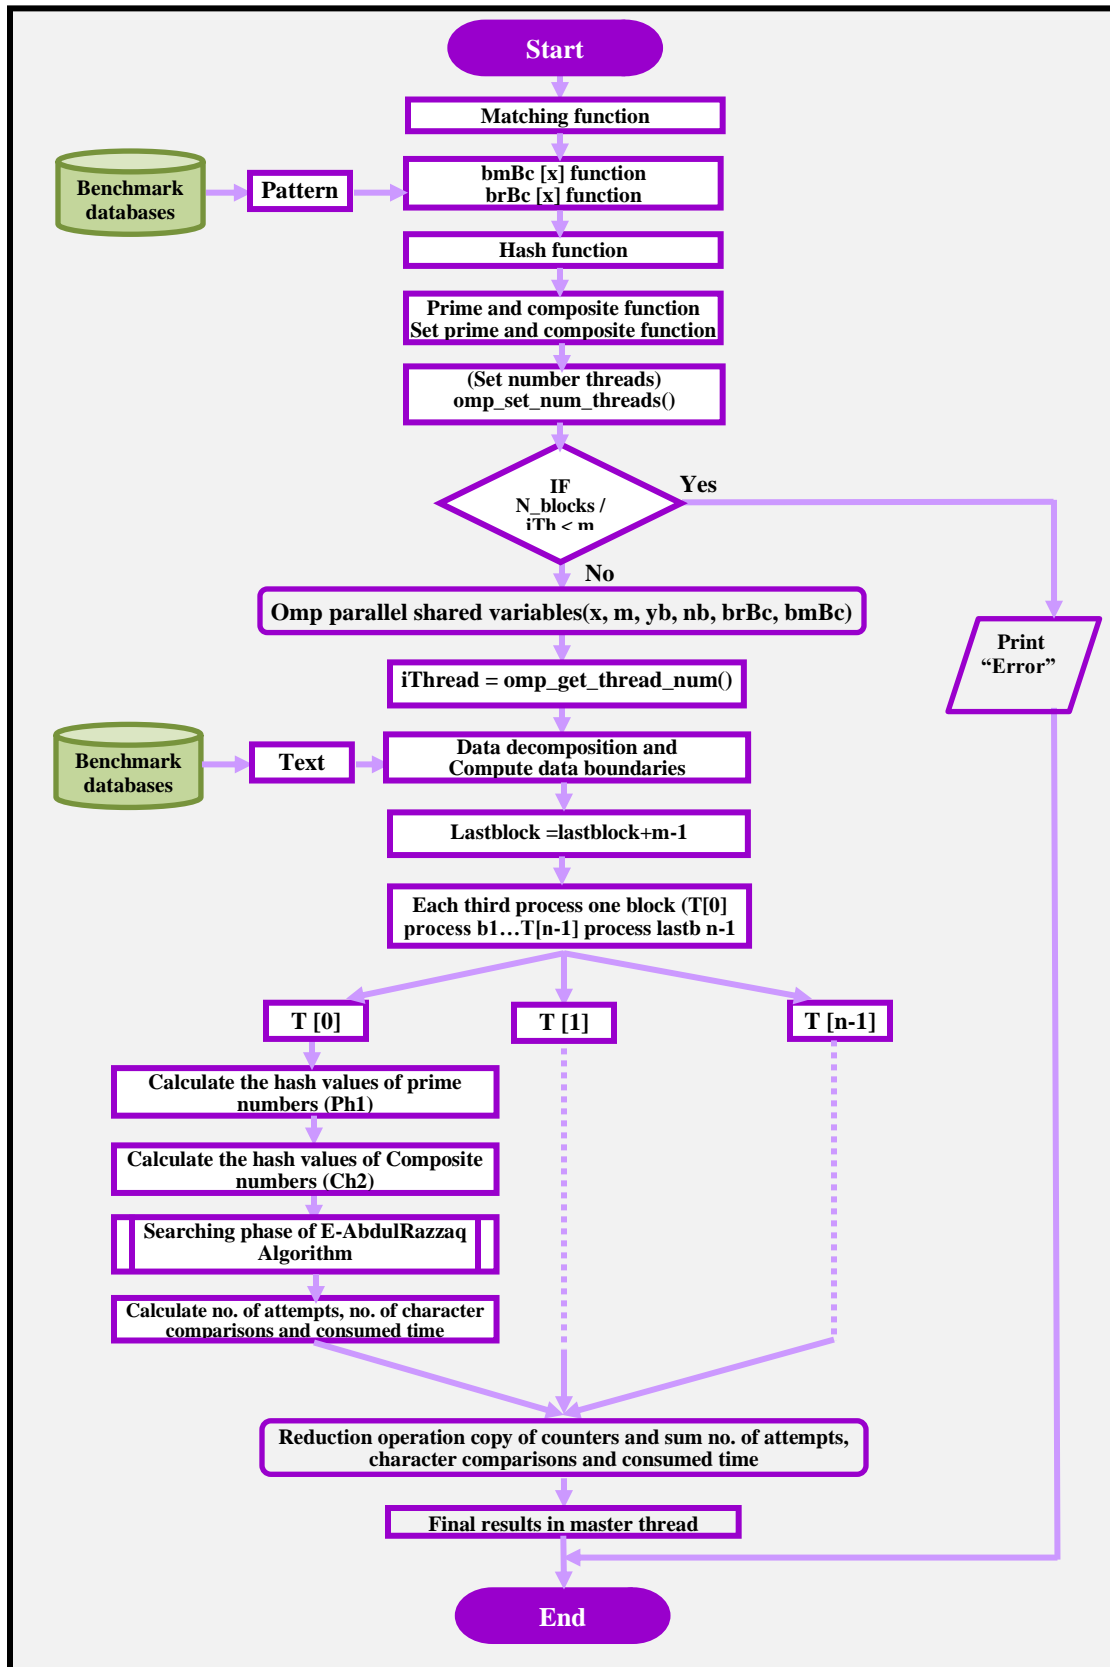 Start
Matching function
Benchmark
databases
Pattern
bmBc [x] function
brBc [x] function
Hash function
Prime and composite function
Set prime and composite function
(Set number threads)
omp_set_num_threads()
IF
N_blocks /
iTh < m
Yes
No
Omp parallel shared variables(x, m, yb, nb, brBc, bmBc)
Print
“Error”
iThread = omp_get_thread_num()
Benchmark
databases
Text
Data decomposition and
Compute data boundaries
Lastblock =lastblock+m-1
Each third process one block (T[0]
process b1…T[n-1] process lastb n-1
T [0]
T [1]
T [n-1]
Calculate the hash values of prime
numbers (Ph1)
Calculate the hash values of Composite
numbers (Ch2)
Searching phase of E-AbdulRazzaq
Algorithm
Calculate no. of attempts, no. of character
comparisons and consumed time
Reduction operation copy of counters and sum no. of attempts,
character comparisons and consumed time
Final results in master thread
End